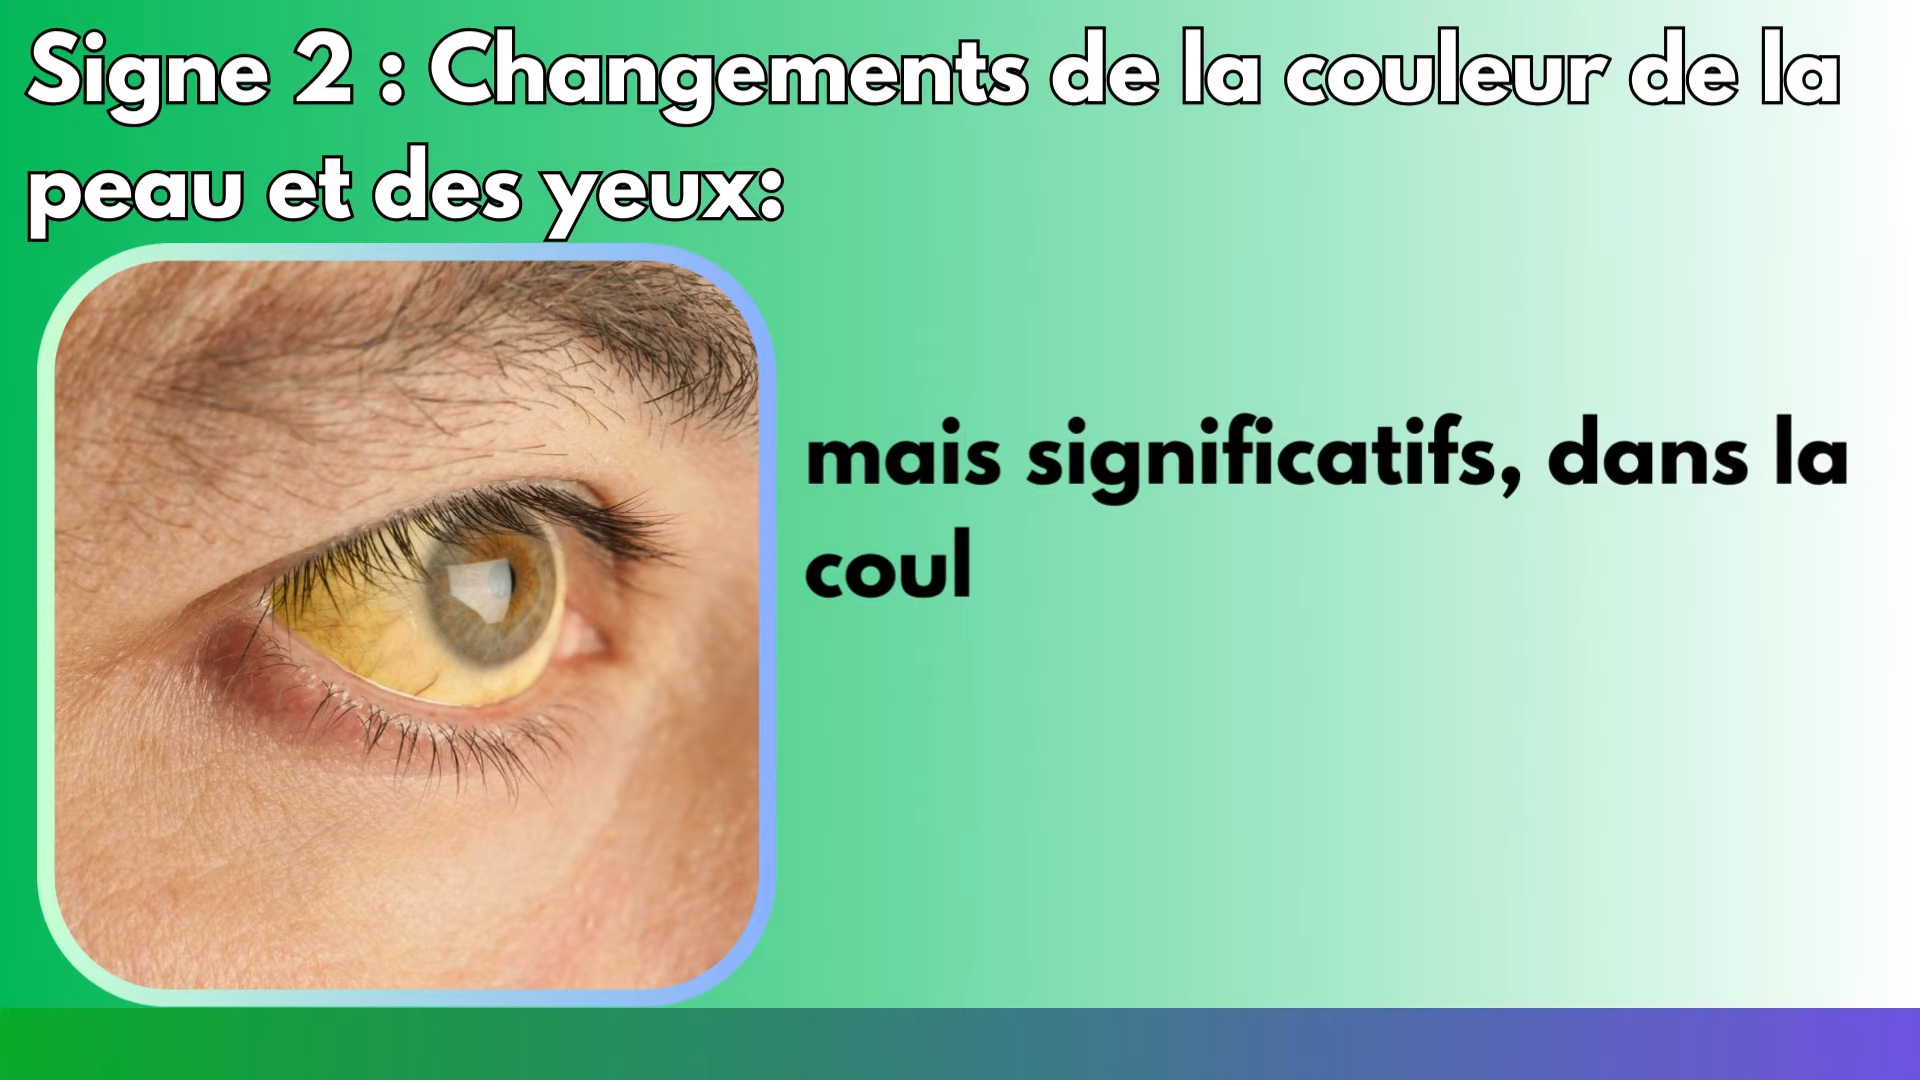 Signe 2 : Changements de la couleur de la
peau et des yeux:
mais significatifs, dans la
coul